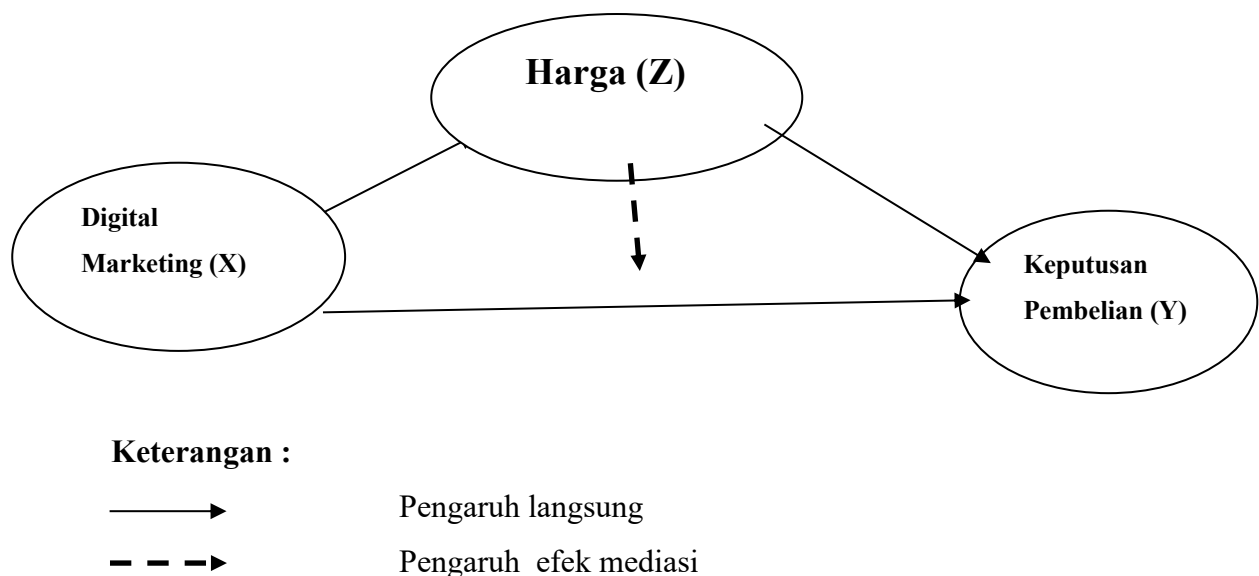 Harga (Z)
Digital
Marketing (X)
Keputusan
Pembelian (Y)
Keterangan :
Pengaruh langsung
Pengaruh efek mediasi